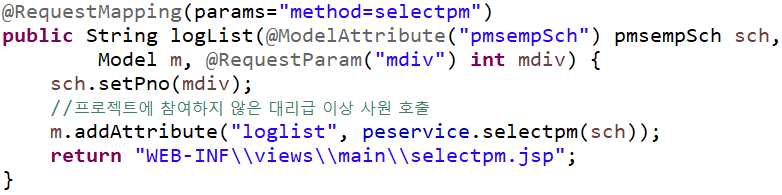 @RequestMapping(params="method=selectpm")
public String logList(@ModelAttribute("pmsempSch") pmsempSch sch,
Model m, @RequestParam("mdiv") int mdiv) {
sch.setPno(mdiv);
//프로젝트에 참여하지 않은 대리급 이상 사원 호출
m.addAttribute("loglist", peservice.selectpm(sch));
return "WEB-INF\\views\\main\\selectpm.jsp";
}